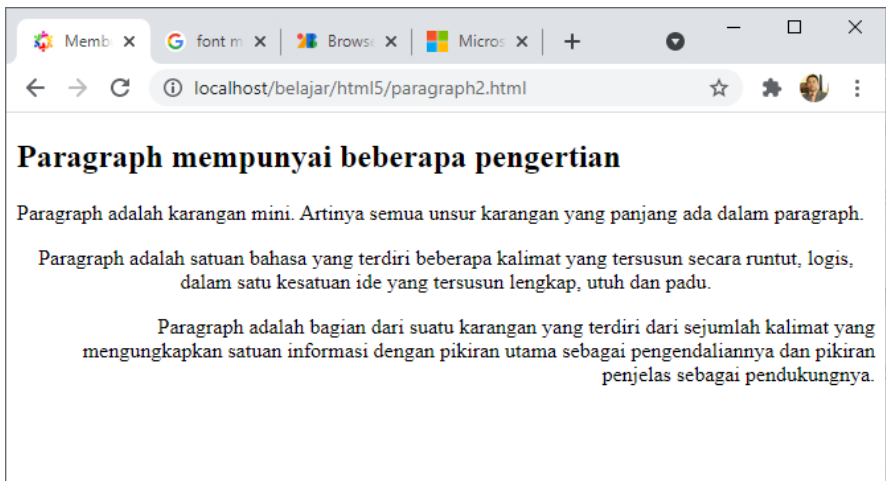 Memb
font m
Brows
Micros
localhost/belajar/html5/paragraph2.html
Paragraph mempunyai beberapa pengertian
Paragraph adalah karangan mini. Artinya semua unsur karangan yang panjang ada dalam paragraph.
Paragraph adalah satuan bahasa yang terdiri beberapa kalimat yang tersusun secara runtut, logis,
dalam satu kesatuan ide yang tersusun lengkap, utuh dan padu.
Paragraph adalah bagian dari suatu karangan yang terdiri dari sejumlah kalimat yang
mengungkapkan satuan informasi dengan pikiran utama sebagai pengendaliannya dan pikiran
penjelas sebagai pendukungnya.